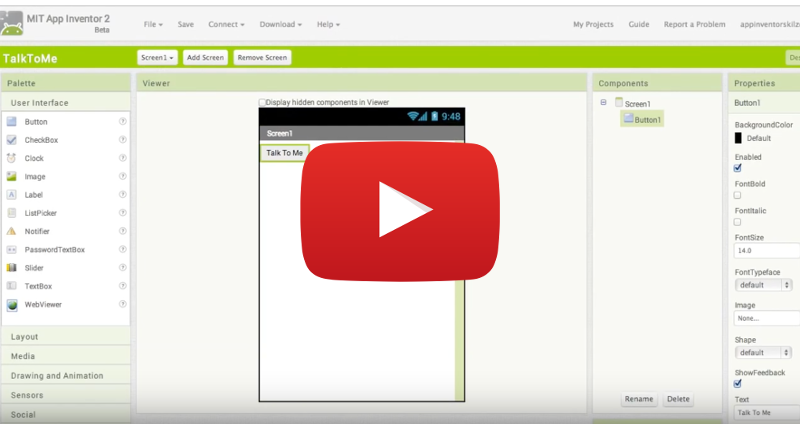 MIT App Inventor 2
Beta
File Save Connect Download Help
My Projects Guide Report a Problem appinventorskilz
TalkToMe
Screen1 Add Screen Remove Screen
Palette
User Interface
Button
CheckBox
Clock
Image
Label
ListPicker
Notifier
PasswordTextBox
Slider
TextBox
WebViewer
Layout
Media
Drawing and Animation
Sensors
Social
Viewer
Display hidden components in Viewer
9:48
Screen1
Talk To Me
Components
Screen1
Button1
Rename Delete
Properties
Button1
BackgroundColor
Default
Enabled
FontBold
FontItalic
FontSize
14.0
FontTypeface
default
Image
None...
Shape
default
ShowFeedback
Text
Talk To Me